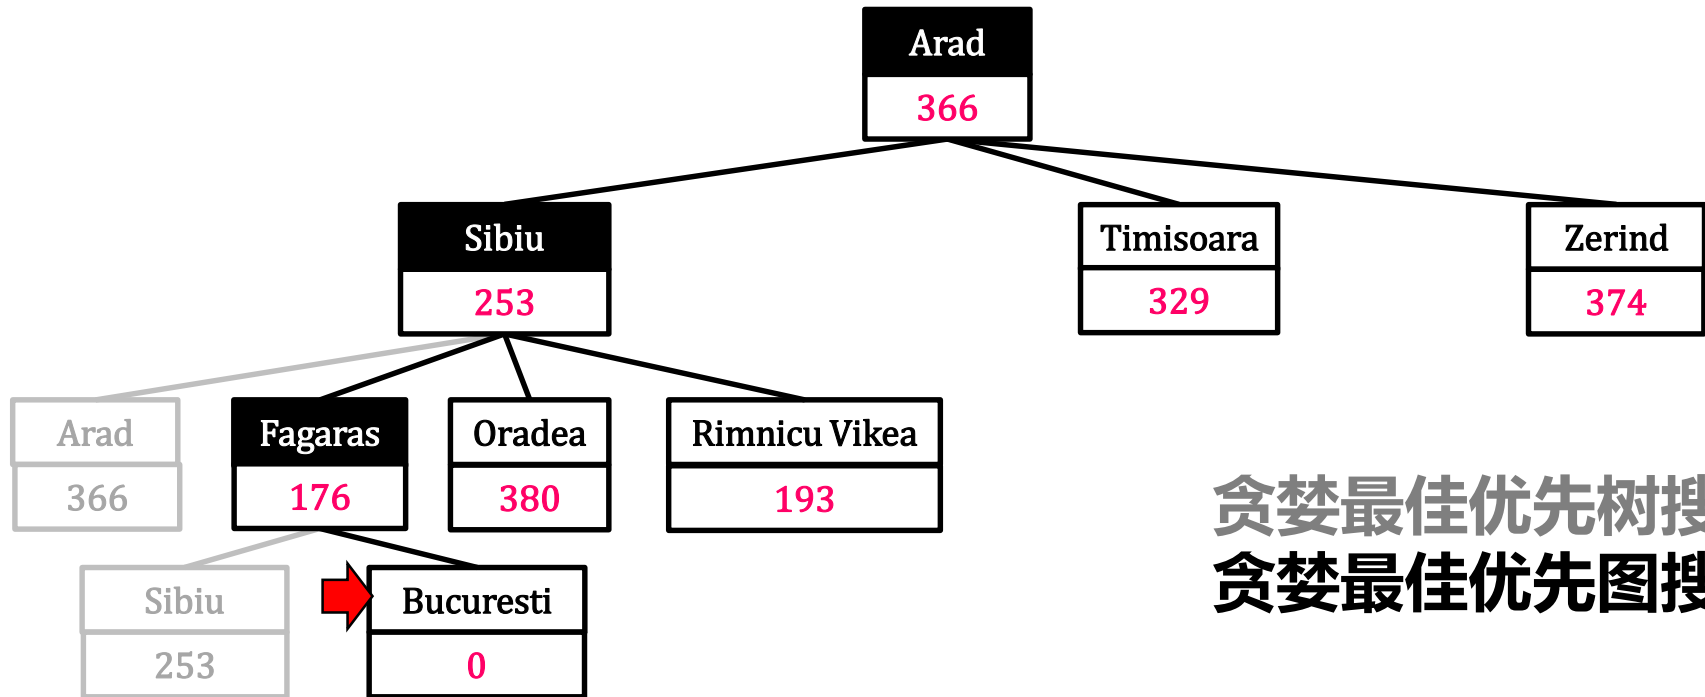 Arad
366
Sibiu
Timisoara
Zerind
253
329
374
Arad
Fagaras
Oradea
Rimnicu Vikea
366
176
380
193
贪婪最佳优先树搜
贪婪最佳优先图搜
Sibiu
Bucuresti
253
0